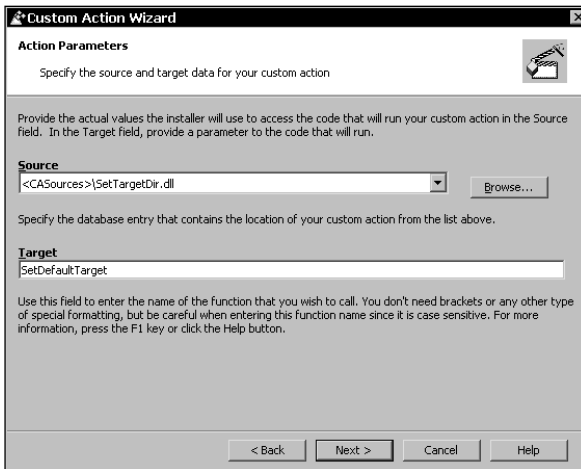 Custom Action Wizard
Action Parameters
Specify the source and target data for your custom action
Provide the actual values the installer will use to access the code that will run your custom action in the Source
field. In the Target field, provide a parameter to the code that will run.
Source
<CASources>\SetTargetDir.dll
Browse...
Specify the database entry that contains the location of your custom action from the list above.
Target
SetDefaultTarget
Use this field to enter the name of the function that you wish to call. You don't need brackets or any other type
of special formatting, but be careful when entering this function name since it is case sensitive. For more
information, press the F1 key or click the Help button.
< Back
Next >
Cancel
Help